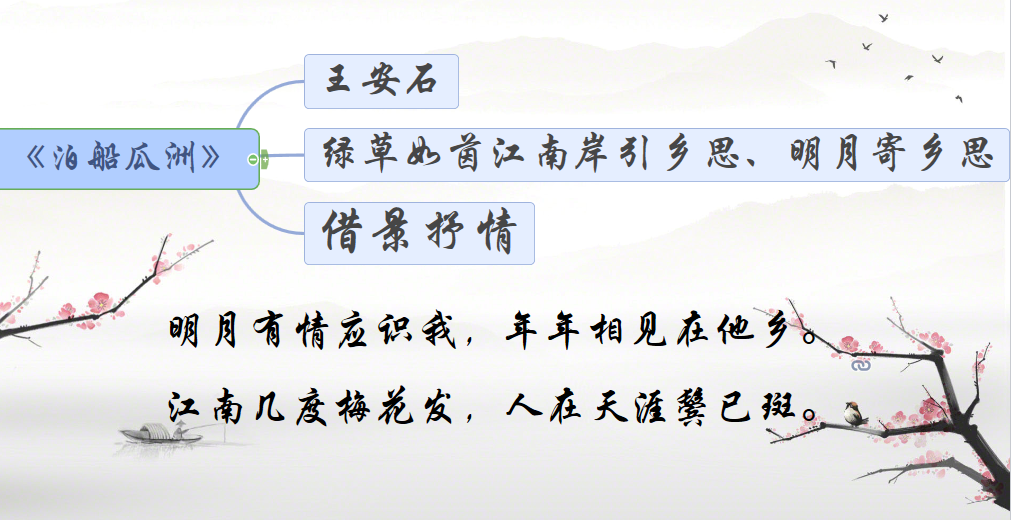 王安石
《泊船瓜洲》
绿草如茵江南岸引乡思、明月寄乡思
借景抒情
明月有情应识我，年年相见在他乡。
江南几度梅花发，人在天涯鬓已斑。